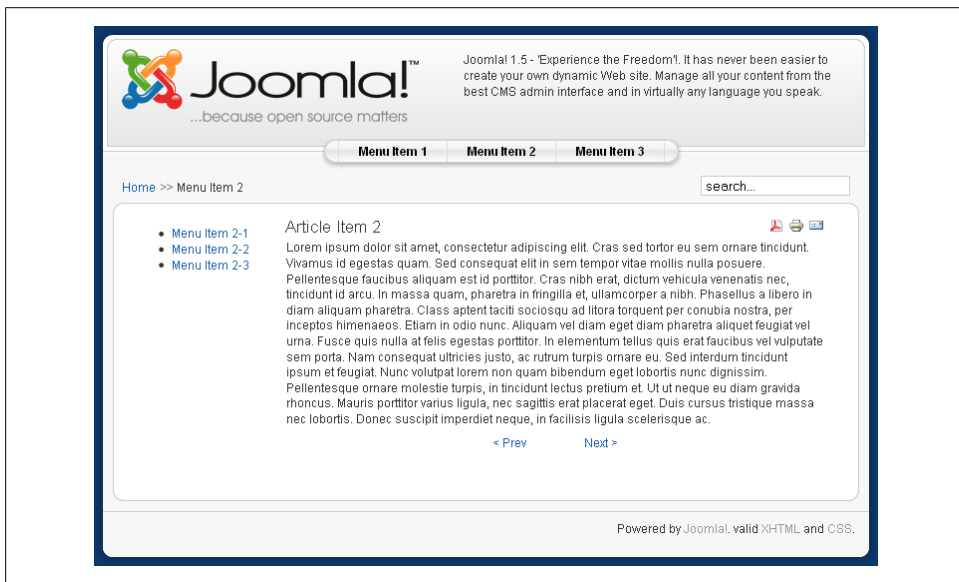 Joomla!™
...because open source matters
Joomla! 1.5 - 'Experience the Freedom'!. It has never been easier to
create your own dynamic Web site. Manage all your content from the
best CMS admin interface and in virtually any language you speak.
Menu Item 1 Menu Item 2 Menu Item 3
Home >> Menu Item 2
search...
Menu Item 2-1
Menu Item 2-2
Menu Item 2-3
Article Item 2
Lorem ipsum dolor sit amet, consectetur adipiscing elit. Cras sed tortor eu sem ornare tincidunt.
Vivamus id egestas quam. Sed consequat elit in sem tempor vitae mollis nulla posuere.
Pellentesque faucibus aliquam est id porttitor. Cras nibh erat, dictum vehicula venenatis nec,
tincidunt id arcu. In massa quam, pharetra in fringilla et, ullamcorper a nibh. Phasellus a libero in
diam aliquam pharetra. Class aptent taciti sociosqu ad litora torquent per conubia nostra, per
inceptos himenaeos. Etiam in odio nunc. Aliquam vel diam eget diam pharetra aliquet feugiat vel
urna. Fusce quis nulla at felis egestas porttitor. In elementum tellus quis erat faucibus vel vulputate
sem porta. Nam consequat ultricies justo, ac rutrum turpis ornare eu. Sed interdum tincidunt
ipsum et feugiat. Nunc volutpat lorem non quam bibendum eget lobortis nunc dignissim.
Pellentesque ornare molestie turpis, in tincidunt lectus pretium et. Ut ut neque eu diam gravida
rhoncus. Mauris porttitor varius ligula, nec sagittis erat placerat eget. Duis cursus tristique massa
nec lobortis. Donec suscipit imperdiet neque, in facilisis ligula scelerisque ac.
< Prev Next >
Powered by Joomla!. valid XHTML and CSS.